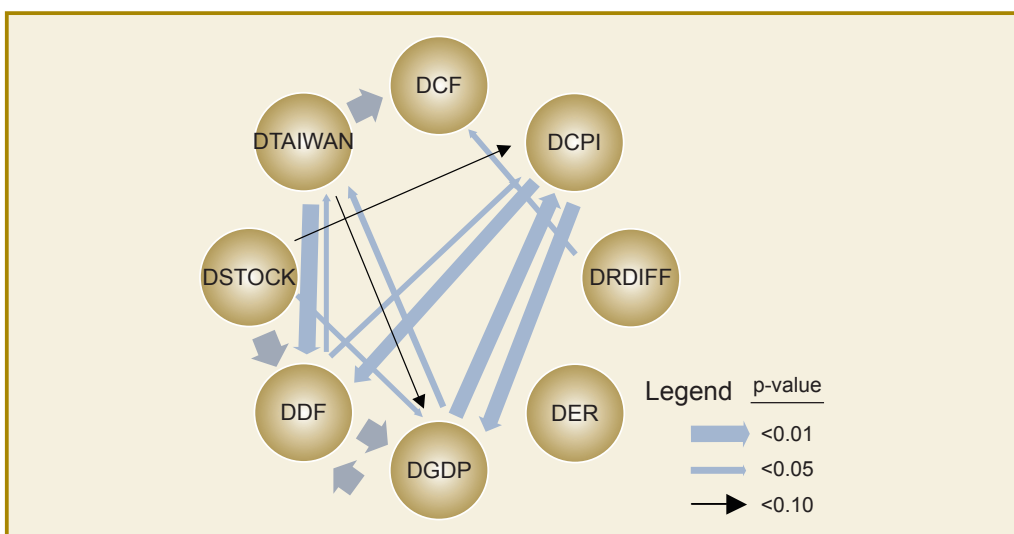 DCF
DTAIWAN
DCPI
DSTOCK
DRDIFF
DDF
DER
DGDP
Legend p-value
<0.01
<0.05
<0.10